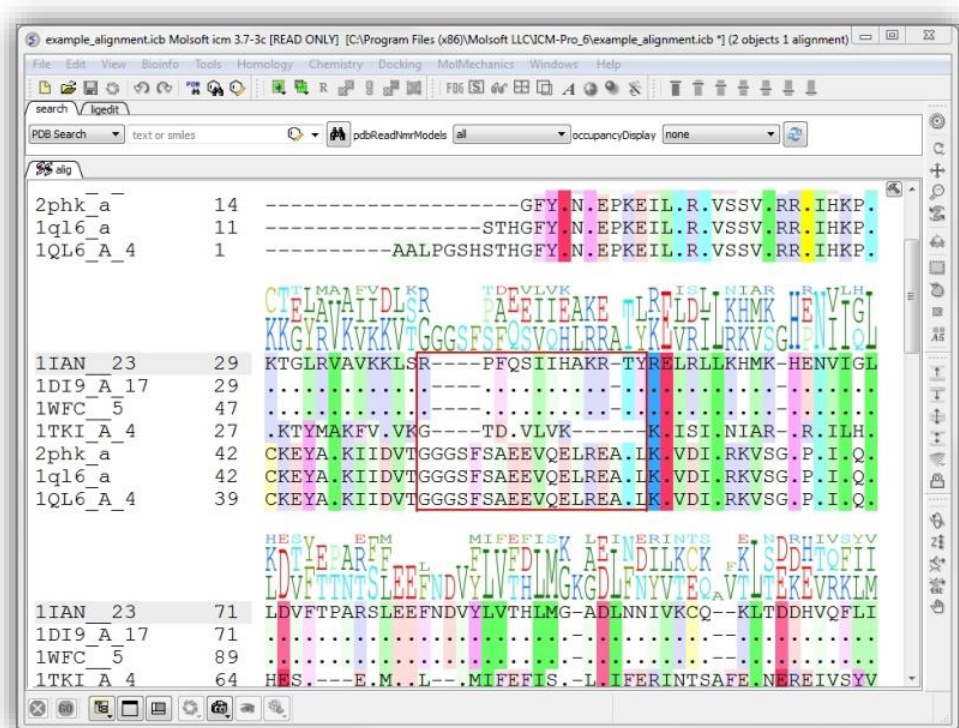 example_alignment.icb Molsoft icm 3.7-3c [READ ONLY] [C:\Program Files (x86)\Molsoft LLC\ICM-Pro_6\example_alignment.icb *] (2 objects 1 alignment)
File Edit View Bioinfo Tools Homology Chemistry Docking MolMechanics Windows Help
search ligedit
PDB Search text or smiles pdbReadNmrModels all occupancyDisplay none
alig
2phk_a 14 -------------------GFY.N.EPKEIL.R.VSSV.RR.IHKP.
1ql6_a 11 ----------------STHGFY.N.EPKEIL.R.VSSV.RR.IHKP.
1QL6_A_4 1 ----------AALPGSHSTHGFY.N.EPKEIL.R.VSSV.RR.IHKP.
1IAN__23 29 KTGLRVAVKKLSR----PFQSIIHAKR-TYRELRLLKHMK-HENVIGL
1DI9_A_17 29 .............----..........-............-.......
1WFC__5 47 .............----..........-............-.......
1TKI_A_4 27 .KTYMAKFV.VKG----TD.VLVK------K.ISI.NIAR-.R.ILH.
2phk_a 42 CKEYA.KIIDVTGGGSFSAEEVQELREA.LK.VDI.RKVSG.P.I.Q.
1ql6_a 42 CKEYA.KIIDVTGGGSFSAEEVQELREA.LK.VDI.RKVSG.P.I.Q.
1QL6_A_4 39 CKEYA.KIIDVTGGGSFSAEEVQELREA.LK.VDI.RKVSG.P.I.Q.
1IAN__23 71 LDVFTPARSLEEFNDVYLVTHLMG-ADLNNIVKCQ--KLTDDHVQFLI
1DI9_A_17 71 ........................-..........--...........
1WFC__5 89 ........................-..........--...........
1TKI_A_4 64 HES.---E.M..L--.MIFEFIS.-L.IFERINTSAFE.NEREIVSYV